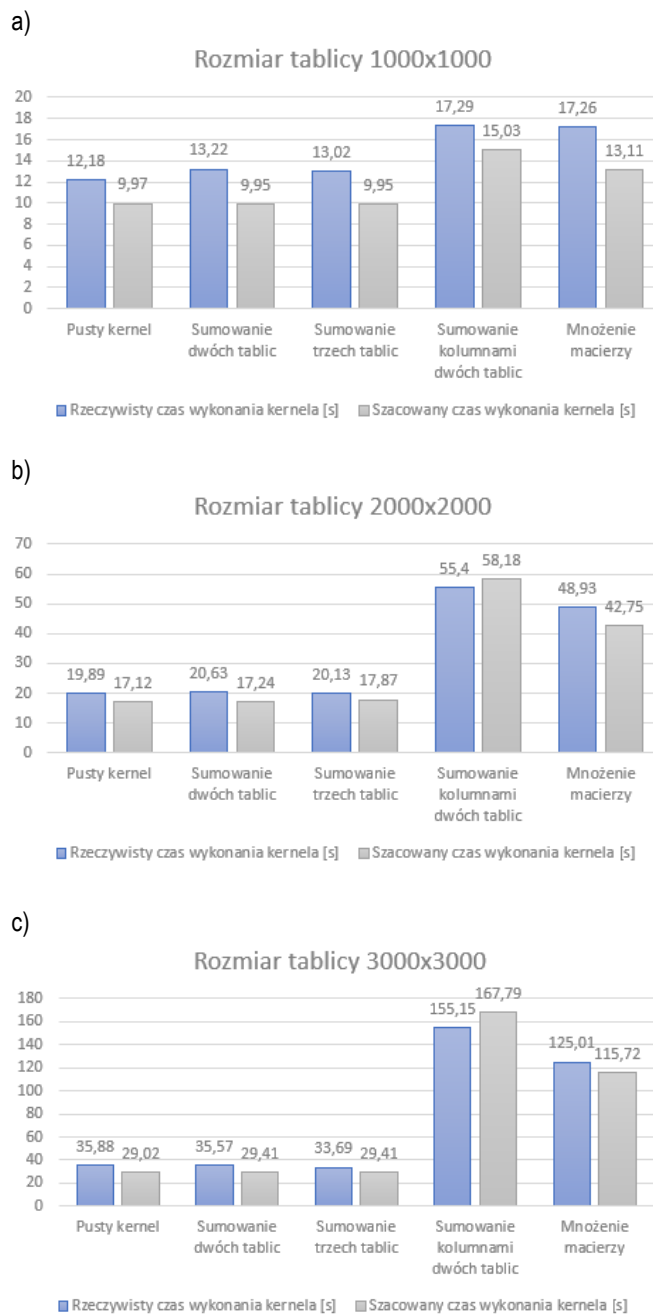 a)
Rozmiar tablicy 1000x1000
20
18
16
14
12
10
8
6
4
2
0
12,18
9,97
13,22
9,95
13,02
9,95
17,29
15,03
17,26
13,11
Pusty kernel
Sumowanie
dwóch tablic
Sumowanie
trzech tablic
Sumowanie
kolumnami
dwóch tablic
Mnożenie
macierzy
Rzeczywisty czas wykonania kernela [s] Szacowany czas wykonania kernela [s]
b)
Rozmiar tablicy 2000x2000
70
60
50
40
30
20
10
0
19,89
17,12
20,63
17,24
20,13
17,87
55,4
58,18
48,93
42,75
Pusty kernel
Sumowanie
dwóch tablic
Sumowanie
trzech tablic
Sumowanie
kolumnami
dwóch tablic
Mnożenie
macierzy
Rzeczywisty czas wykonania kernela [s] Szacowany czas wykonania kernela [s]
c)
Rozmiar tablicy 3000x3000
180
160
140
120
100
80
60
40
20
0
35,88
29,02
35,57
29,41
33,69
29,41
155,15
167,79
125,01
115,72
Pusty kernel
Sumowanie
dwóch tablic
Sumowanie
trzech tablic
Sumowanie
kolumnami
dwóch tablic
Mnożenie
macierzy
Rzeczywisty czas wykonania kernela [s] Szacowany czas wykonania kernela [s]